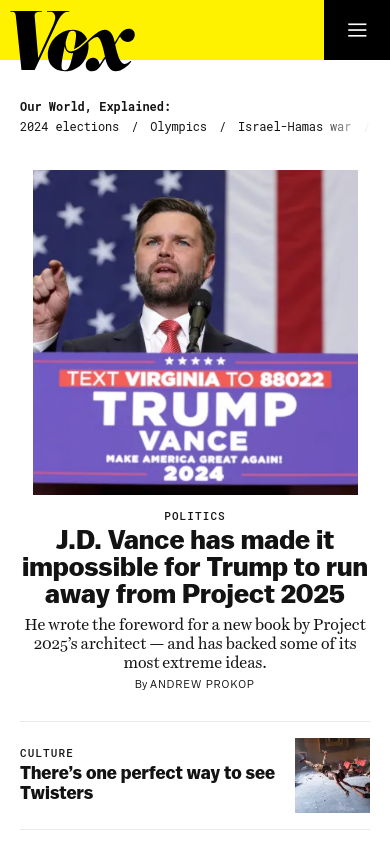 Vox
Our World, Explained:
2024 elections / Olympics / Israel-Hamas war /
TEXT VIRGINIA TO 88022
TRUMP
VANCE
MAKE AMERICA GREAT AGAIN!
2024
POLITICS
J.D. Vance has made it
impossible for Trump to run
away from Project 2025
He wrote the foreword for a new book by Project
2025’s architect — and has backed some of its
most extreme ideas.
By ANDREW PROKOP
CULTURE
There’s one perfect way to see
Twisters